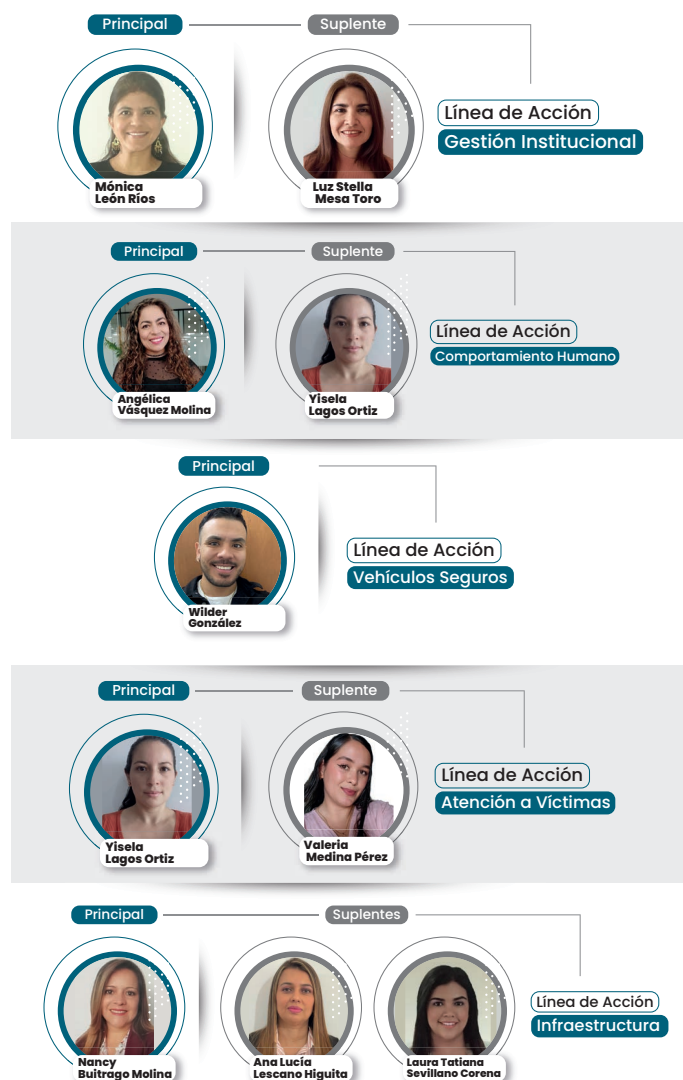 Principal
Suplente
Línea de Acción
Gestión Institucional
Mónica
León Ríos
Luz Stella
Mesa Toro
Principal
Suplente
Línea de Acción
Comportamiento Humano
Angélica
Vásquez Molina
Yisela
Lagos Ortiz
Principal
Línea de Acción
Vehículos Seguros
Wilder
González
Principal
Suplente
Línea de Acción
Atención a Víctimas
Yisela
Lagos Ortiz
Valeria
Medina Pérez
Principal
Suplentes
Línea de Acción
Infraestructura
Nancy
Buitrago Molina
Ana Lucía
Lescano Higuita
Laura Tatiana
Sevillano Corena